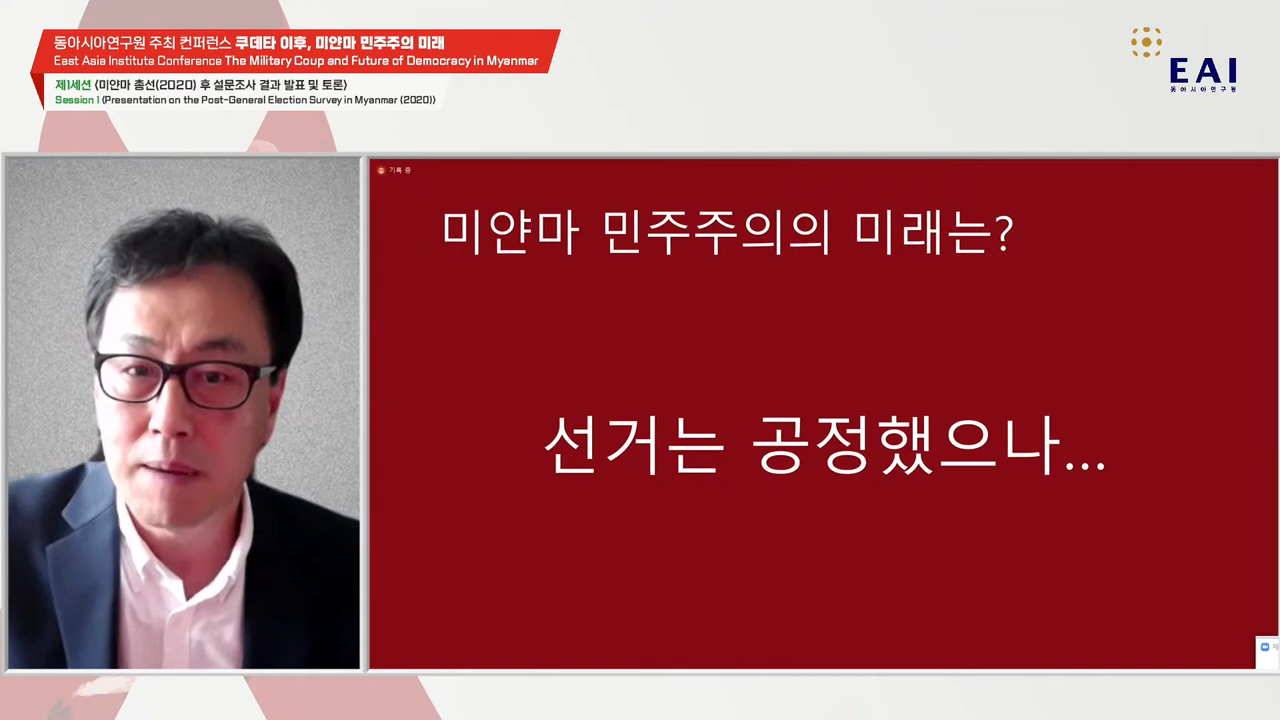 동아시아연구원 주최 컨퍼런스 쿠데타 이후, 미얀마 민주주의 미래
East Asia Institute Conference The Military Coup and Future of Democracy in Myanmar
제1세션 (미얀마 총선(2020) 후 설문조사 결과 발표 및 토론)
Session 1 (Presentation on the Post-General Election Survey in Myanmar (2020))
EAI
동아시아연구원
기록 중
미얀마 민주주의의 미래는?
선거는 공정했으나...